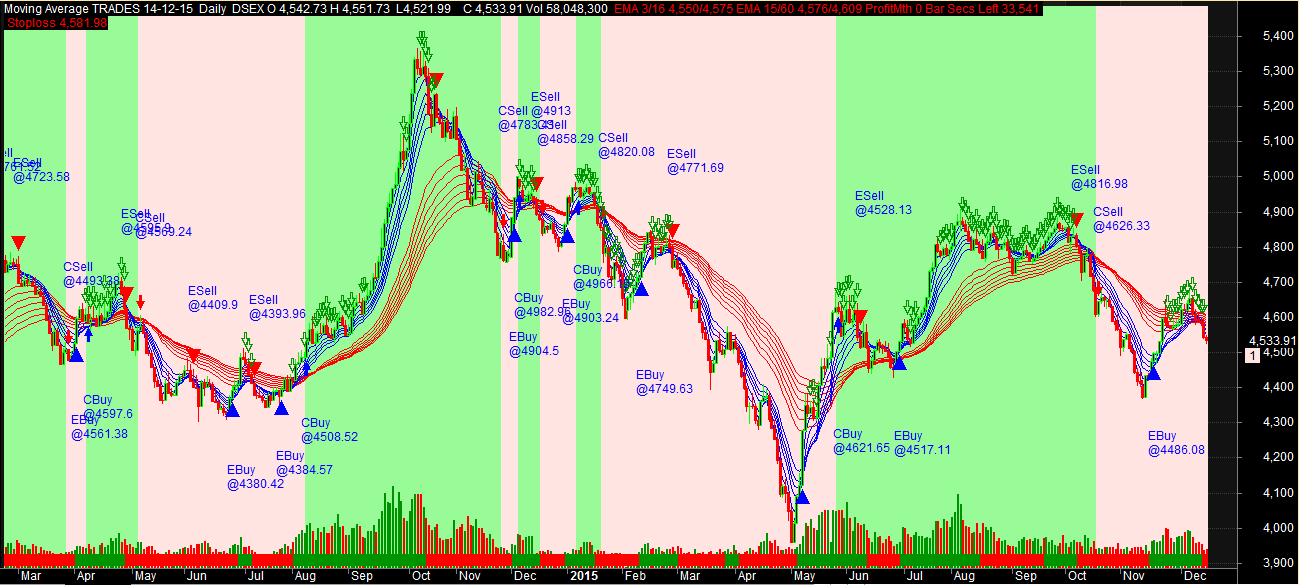 Moving Average TRADES 14-12-15 Daily DSEX O 4,542.73 H 4,551.73 L4,521.99 C 4,533.91 Vol 58,048,300 EMA 3/16 4,550/4,575 EMA 15/60 4,576/4,609 ProfitMth 0 Bar Secs Left 33,541
Stoploss 4,581.98
5,400
5,300
5,200
5,100
5,000
4,900
4,800
4,700
4,600
4,533.91
4,500
1
4,400
4,300
4,200
4,100
4,000
3,900
ESell
@4723.58
CSell
ESell
CSell
@4569.24
ESell
@4409.9
ESell
@4393.96
CBuy
@4597.6
EBuy
@4561.38
EBuy
@4380.42
EBuy
@4384.57
CBuy
@4508.52
CSell
ESell
@4913
@4858.29
CSell
@4820.08
ESell
@4771.69
CBuy
EBuy
@4904.5
CBuy
EBuy
@4903.24
EBuy
@4749.63
ESell
@4528.13
CBuy
@4621.65
EBuy
@4517.11
ESell
@4816.98
CSell
@4626.33
EBuy
@4486.08
Mar Apr May Jun Jul Aug Sep Oct Nov Dec 2015 Feb Mar Apr May Jun Jul Aug Sep Oct Nov Dec